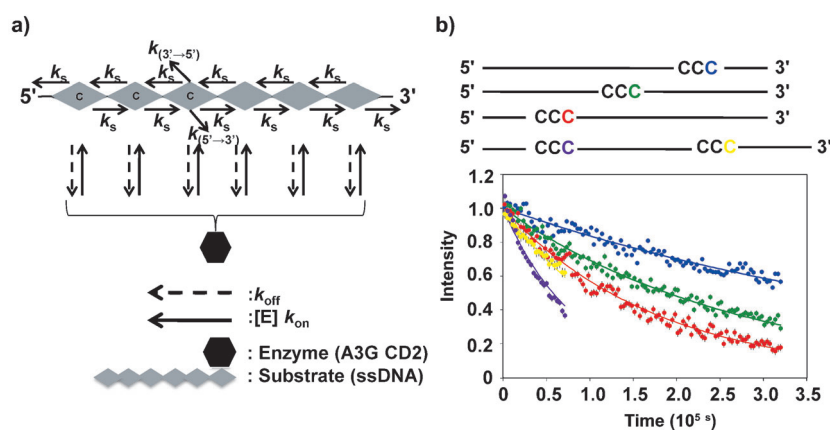 a)
k(3'→5')
ks ks ks ks ks ks
5' C C C 3'
ks ks ks ks ks ks
k(5'→3')
:koff
:[E] kon
: Enzyme (A3G CD2)
: Substrate (ssDNA)
b)
5' CCC 3'
5' CCC 3'
5' CCC 3'
5' CCC CCC 3'
1.2
1.0
0.8
0.6
0.4
0.2
0
Intensity
0 0.5 1.0 1.5 2.0 2.5 3.0 3.5
Time (10⁵ ˢ)